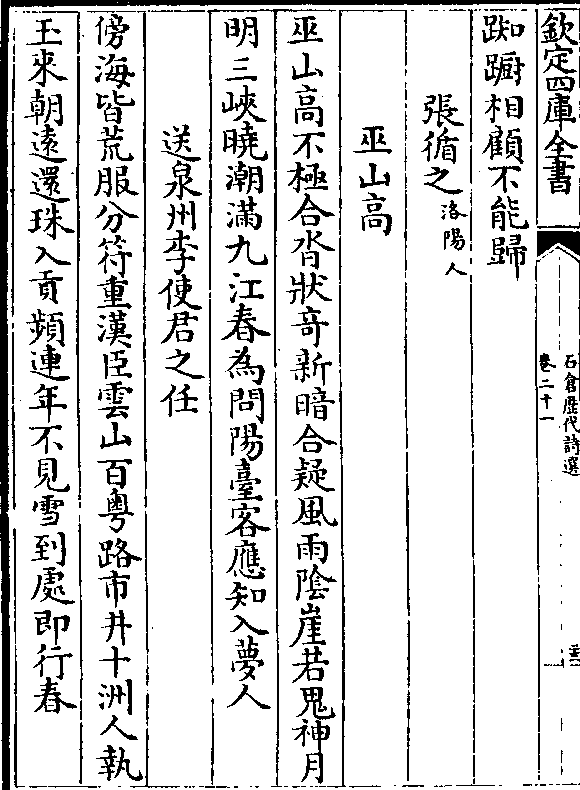 欽定四庫全書
石倉歷代詩選
卷二十一
踟蹰相顧不能歸
張循之洛陽人
巫山高
巫山高不極合沓狀竒新暗合疑風雨陰崖若鬼神月
明三峽曉潮滿九江春為問陽臺客應知入夢人
送泉州李使君之任
傍海皆荒服分符重漢臣雲山百粤路市井十洲人執
玉來朝遠還珠入貢頻連年不見雪到處即行春